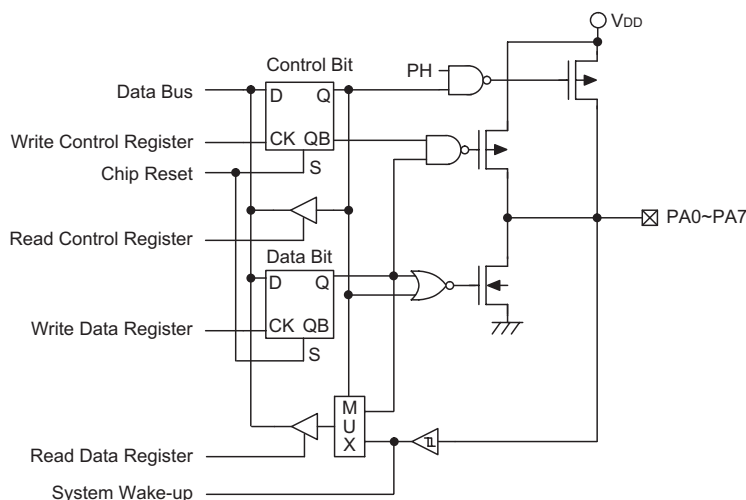 VDD
Control Bit
PH
Data Bus
D
Q
Write Control Register
CK
QB
Chip Reset
S
PA0~PA7
Read Control Register
Data Bit
D
Q
Write Data Register
CK
QB
S
M
U
X
Read Data Register
System Wake-up